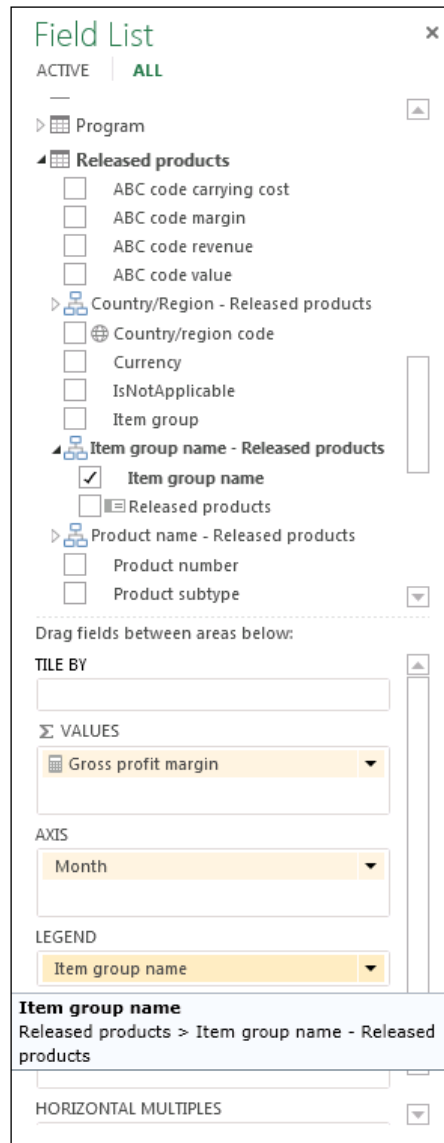 Field List
ACTIVE ALL
Program
Released products
ABC code carrying cost
ABC code margin
ABC code revenue
ABC code value
Country/Region - Released products
Country/region code
Currency
IsNotApplicable
Item group
Item group name - Released products
Item group name
Released products
Product name - Released products
Product number
Product subtype
Drag fields between areas below:
TILE BY
Σ VALUES
Gross profit margin
AXIS
Month
LEGEND
Item group name
Item group name
Released products > Item group name - Released
products
HORIZONTAL MULTIPLES